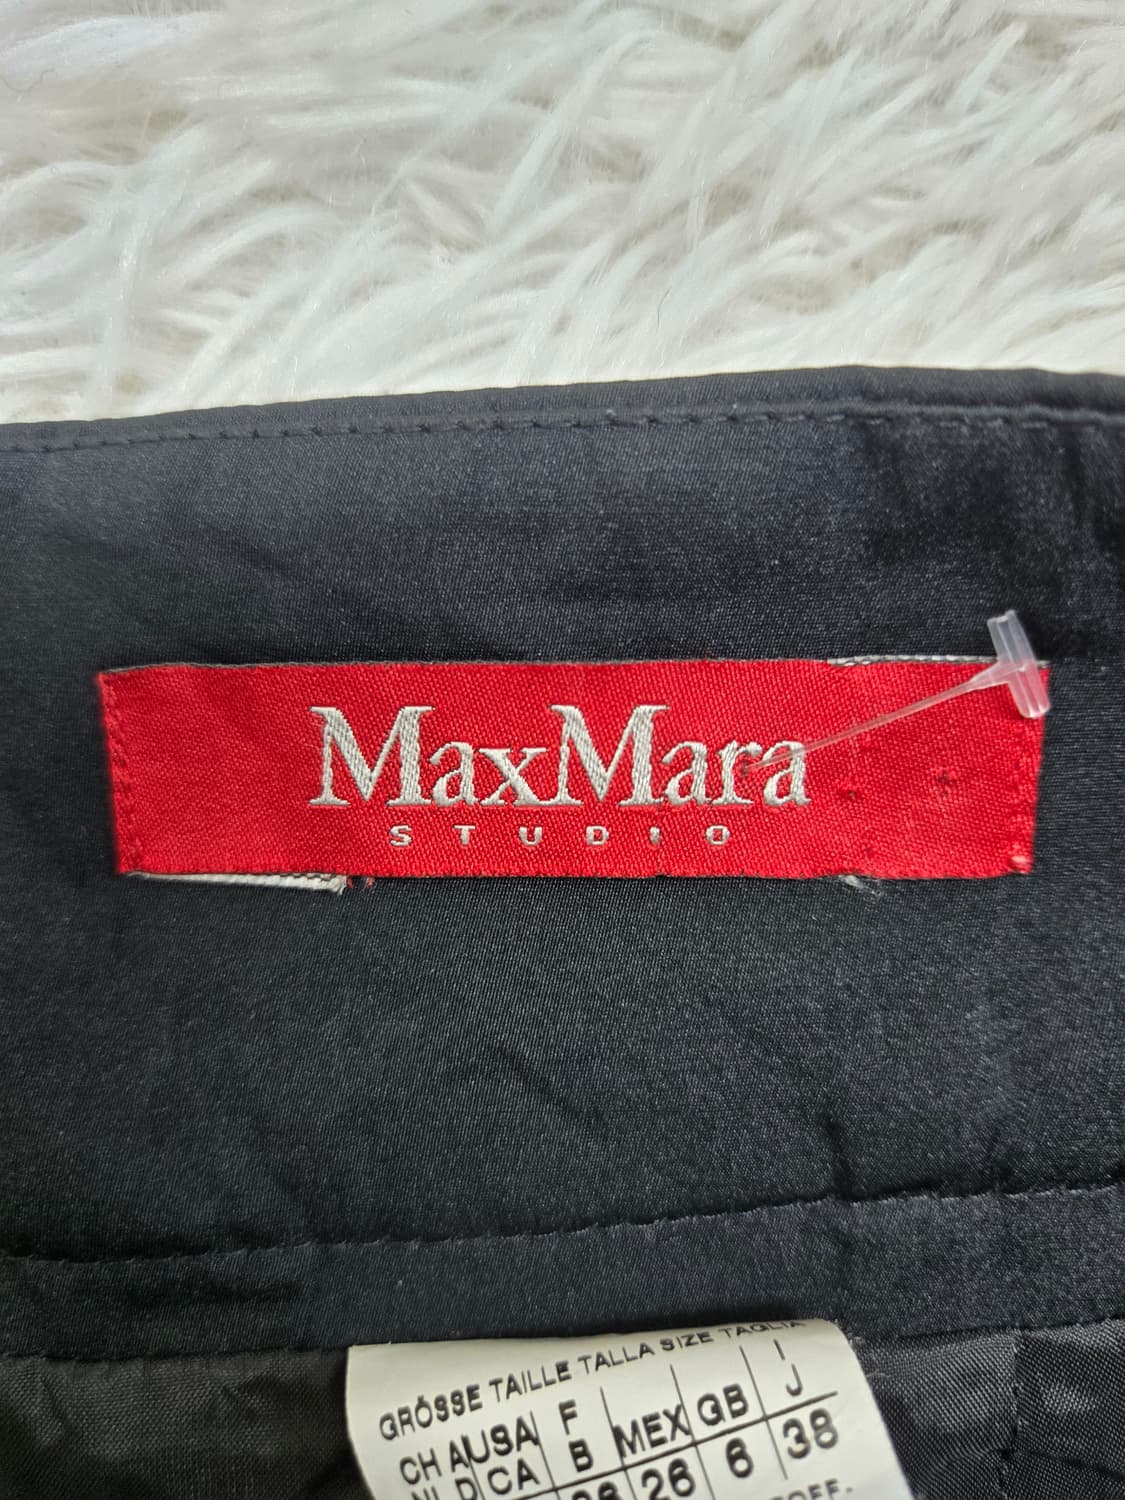 MaxMara
STUDIO
GRÖSSE TAILLE TALLA SIZE TAGLIA
CH A USA F MEX GB I
NL D CA B J
26 6 38